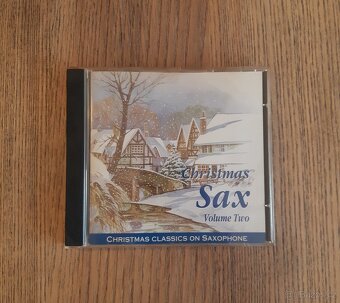 Christmas
Sax
Volume Two
CHRISTMAS CLASSICS ON SAXOPHONE